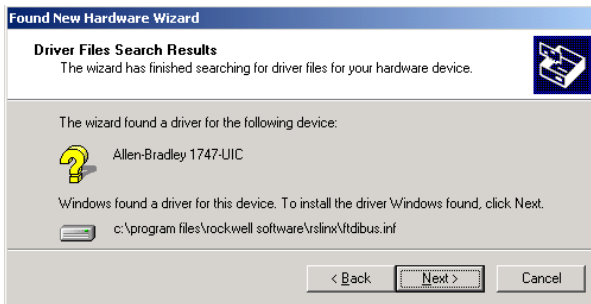 Found New Hardware Wizard
Driver Files Search Results
The wizard has finished searching for driver files for your hardware device.
The wizard found a driver for the following device:
Allen-Bradley 1747-UIC
Windows found a driver for this device. To install the driver Windows found, click Next.
c:\program files\rockwell software\rslinx\ftdibus.inf
< Back Next > Cancel